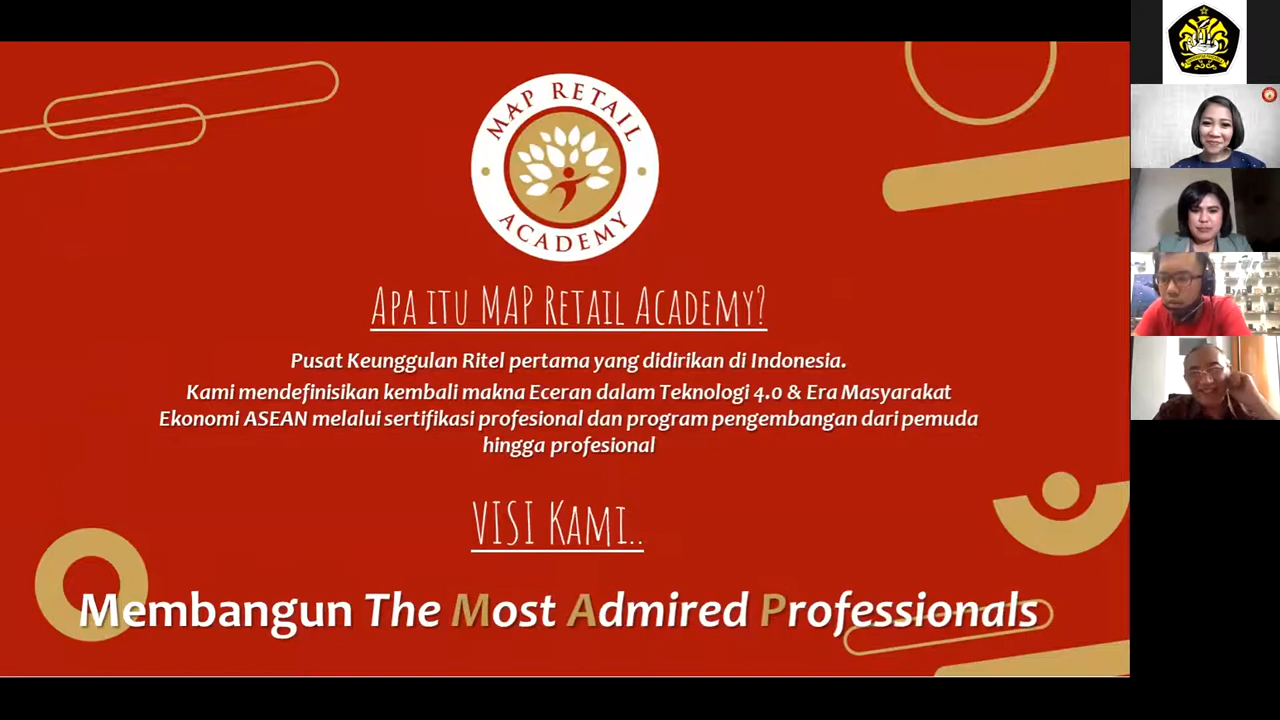 MAP RETAIL
ACADEMY
APA ITU MAP RETAIL ACADEMY?
Pusat Keunggulan Ritel pertama yang didirikan di Indonesia.
Kami mendefinisikan kembali makna Eceran dalam Teknologi 4.0 & Era Masyarakat
Ekonomi ASEAN melalui sertifikasi profesional dan program pengembangan dari pemuda
hingga profesional
VISI KAMI..
Membangun The Most Admired Professionals